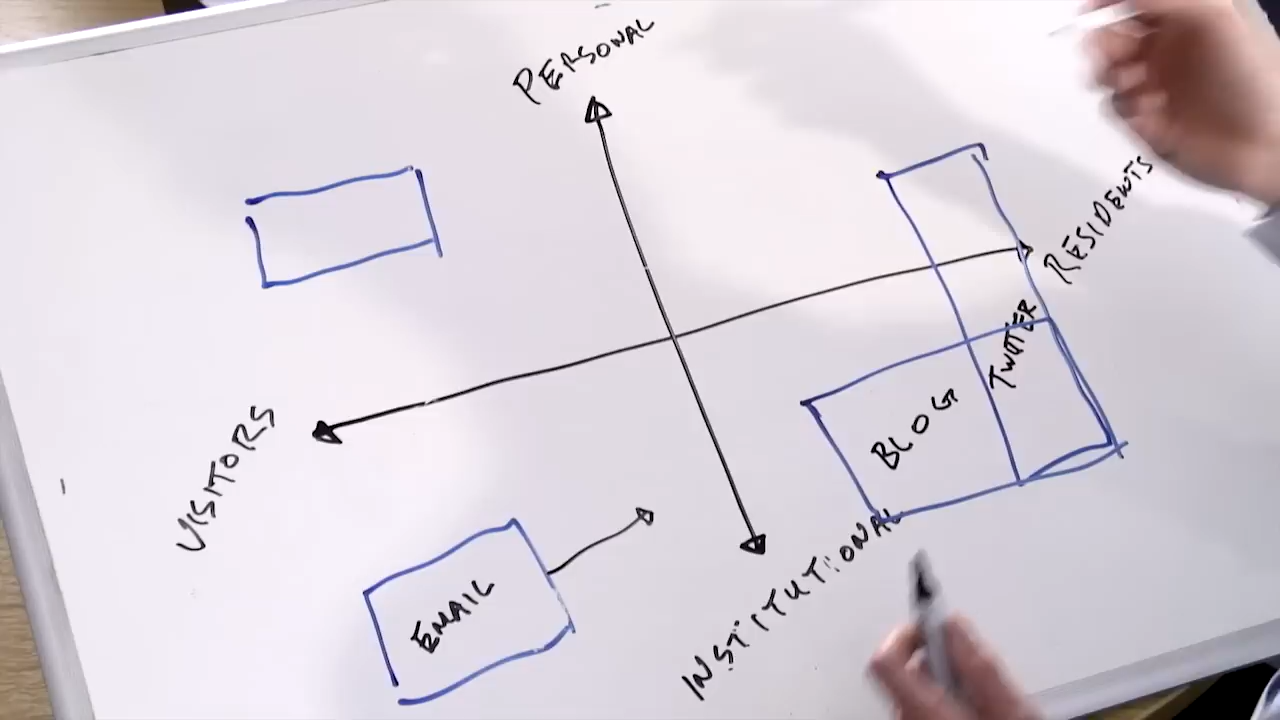 PERSONAL
RESIDENTS
TWITTER
BLOG
VISITORS
EMAIL
INSTITUTIONAL